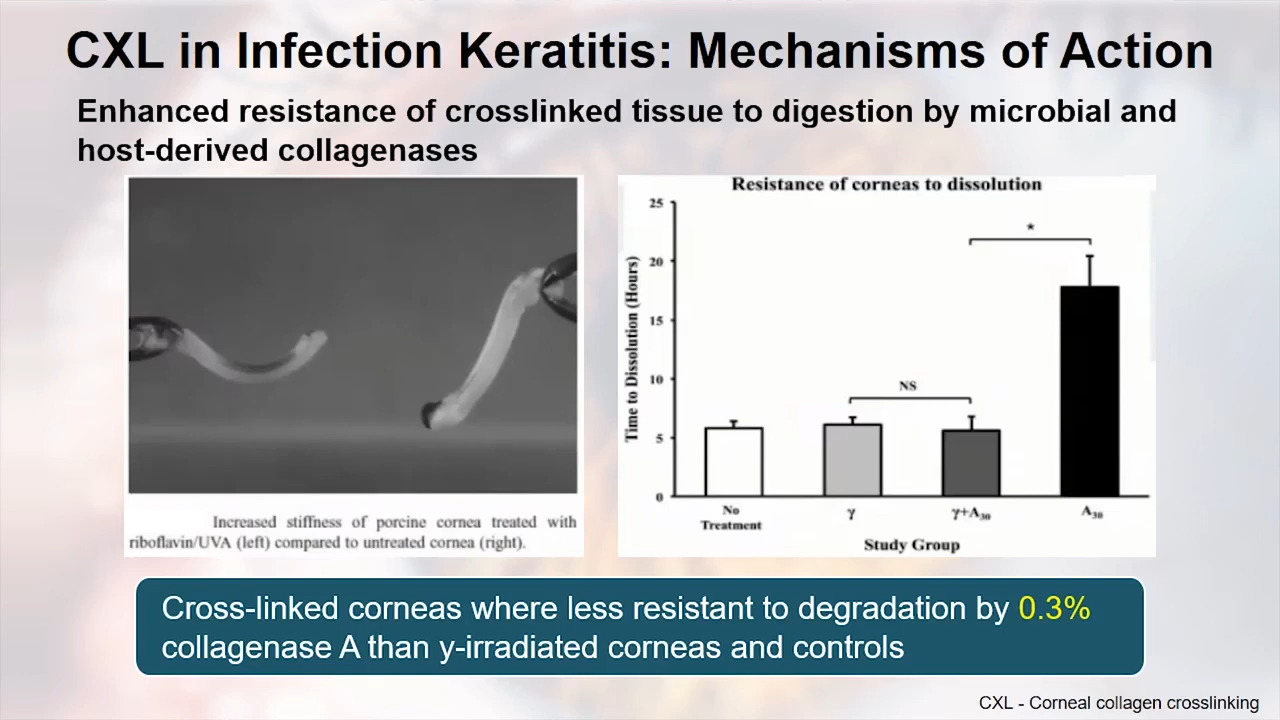 CXL in Infection Keratitis: Mechanisms of Action
Enhanced resistance of crosslinked tissue to digestion by microbial and
host-derived collagenases
Increased stiffness of porcine cornea treated with
riboflavin/UVA (left) compared to untreated cornea (right).
Resistance of corneas to dissolution
Time to Dissolution (Hours)
25
20
15
10
5
0
*
NS
No
Treatment
γ
γ+A30
A30
Study Group
Cross-linked corneas where less resistant to degradation by 0.3%
collagenase A than y-irradiated corneas and controls
CXL - Corneal collagen crosslinking